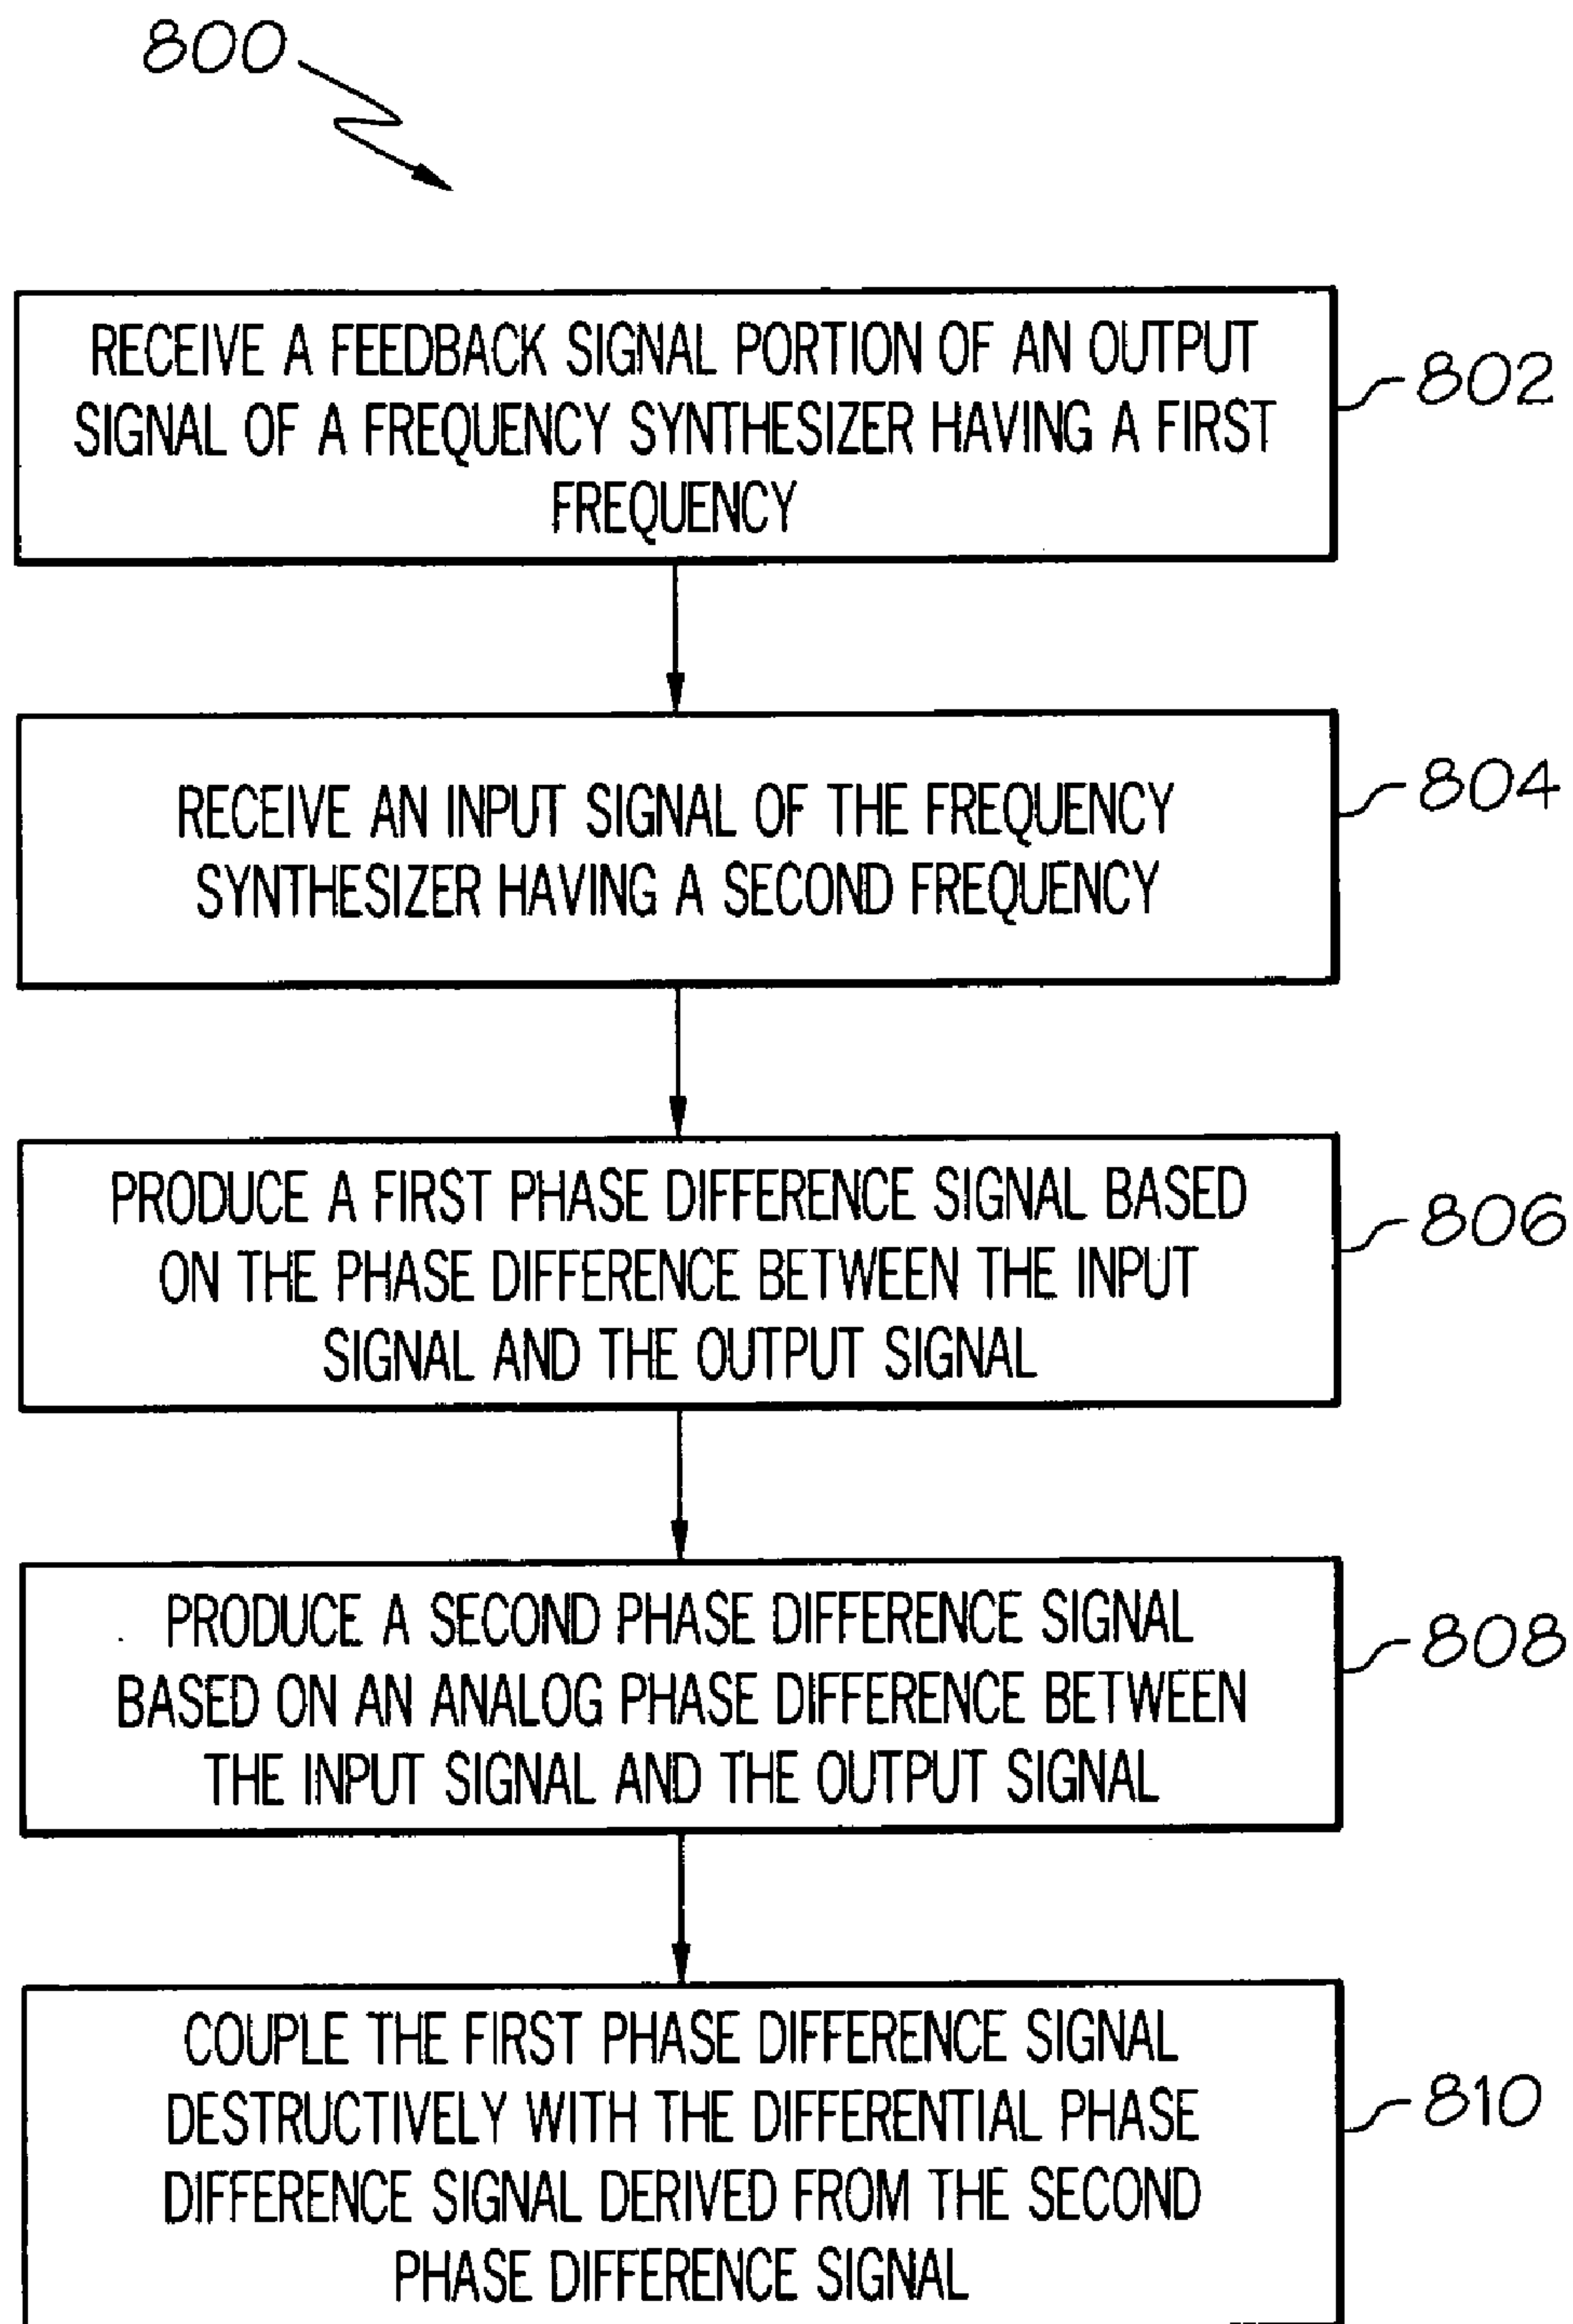 800
RECEIVE A FEEDBACK SIGNAL PORTION OF AN OUTPUT
SIGNAL OF A FREQUENCY SYNTHESIZER HAVING A FIRST
FREQUENCY
802
RECEIVE AN INPUT SIGNAL OF THE FREQUENCY
SYNTHESIZER HAVING A SECOND FREQUENCY
804
PRODUCE A FIRST PHASE DIFFERENCE SIGNAL BASED
ON THE PHASE DIFFERENCE BETWEEN THE INPUT
SIGNAL AND THE OUTPUT SIGNAL
806
PRODUCE A SECOND PHASE DIFFERENCE SIGNAL
BASED ON AN ANALOG PHASE DIFFERENCE BETWEEN
THE INPUT SIGNAL AND THE OUTPUT SIGNAL
808
COUPLE THE FIRST PHASE DIFFERENCE SIGNAL
DESTRUCTIVELY WITH THE DIFFERENTIAL PHASE
DIFFERENCE SIGNAL DERIVED FROM THE SECOND
PHASE DIFFERENCE SIGNAL
810